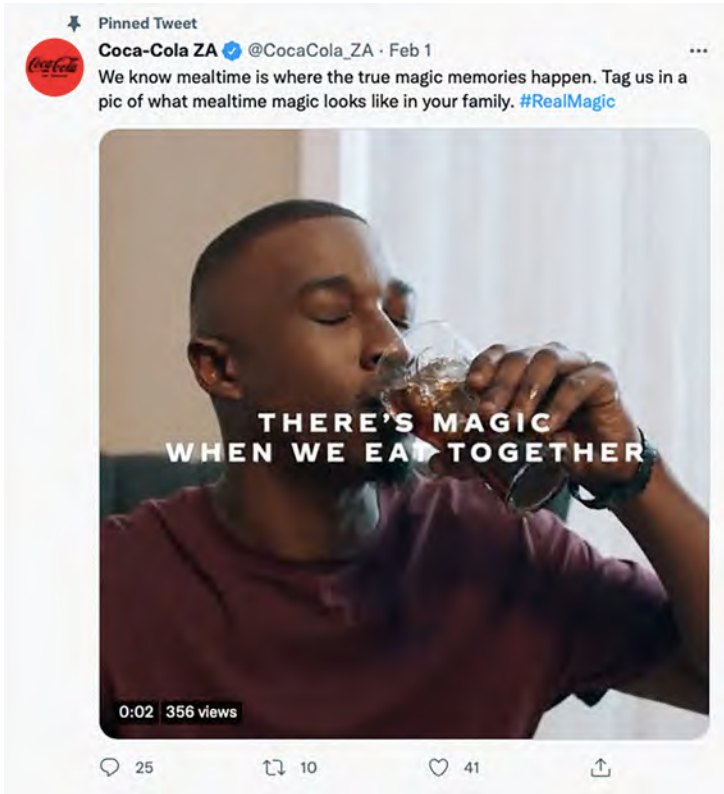 Pinned Tweet
Coca-Cola ZA @CocaCola_ZA · Feb 1
We know mealtime is where the true magic memories happen. Tag us in a
pic of what mealtime magic looks like in your family. #RealMagic
Coca-Cola
THERE'S MAGIC
WHEN WE EAT TOGETHER
0:02 356 views
25 10 41